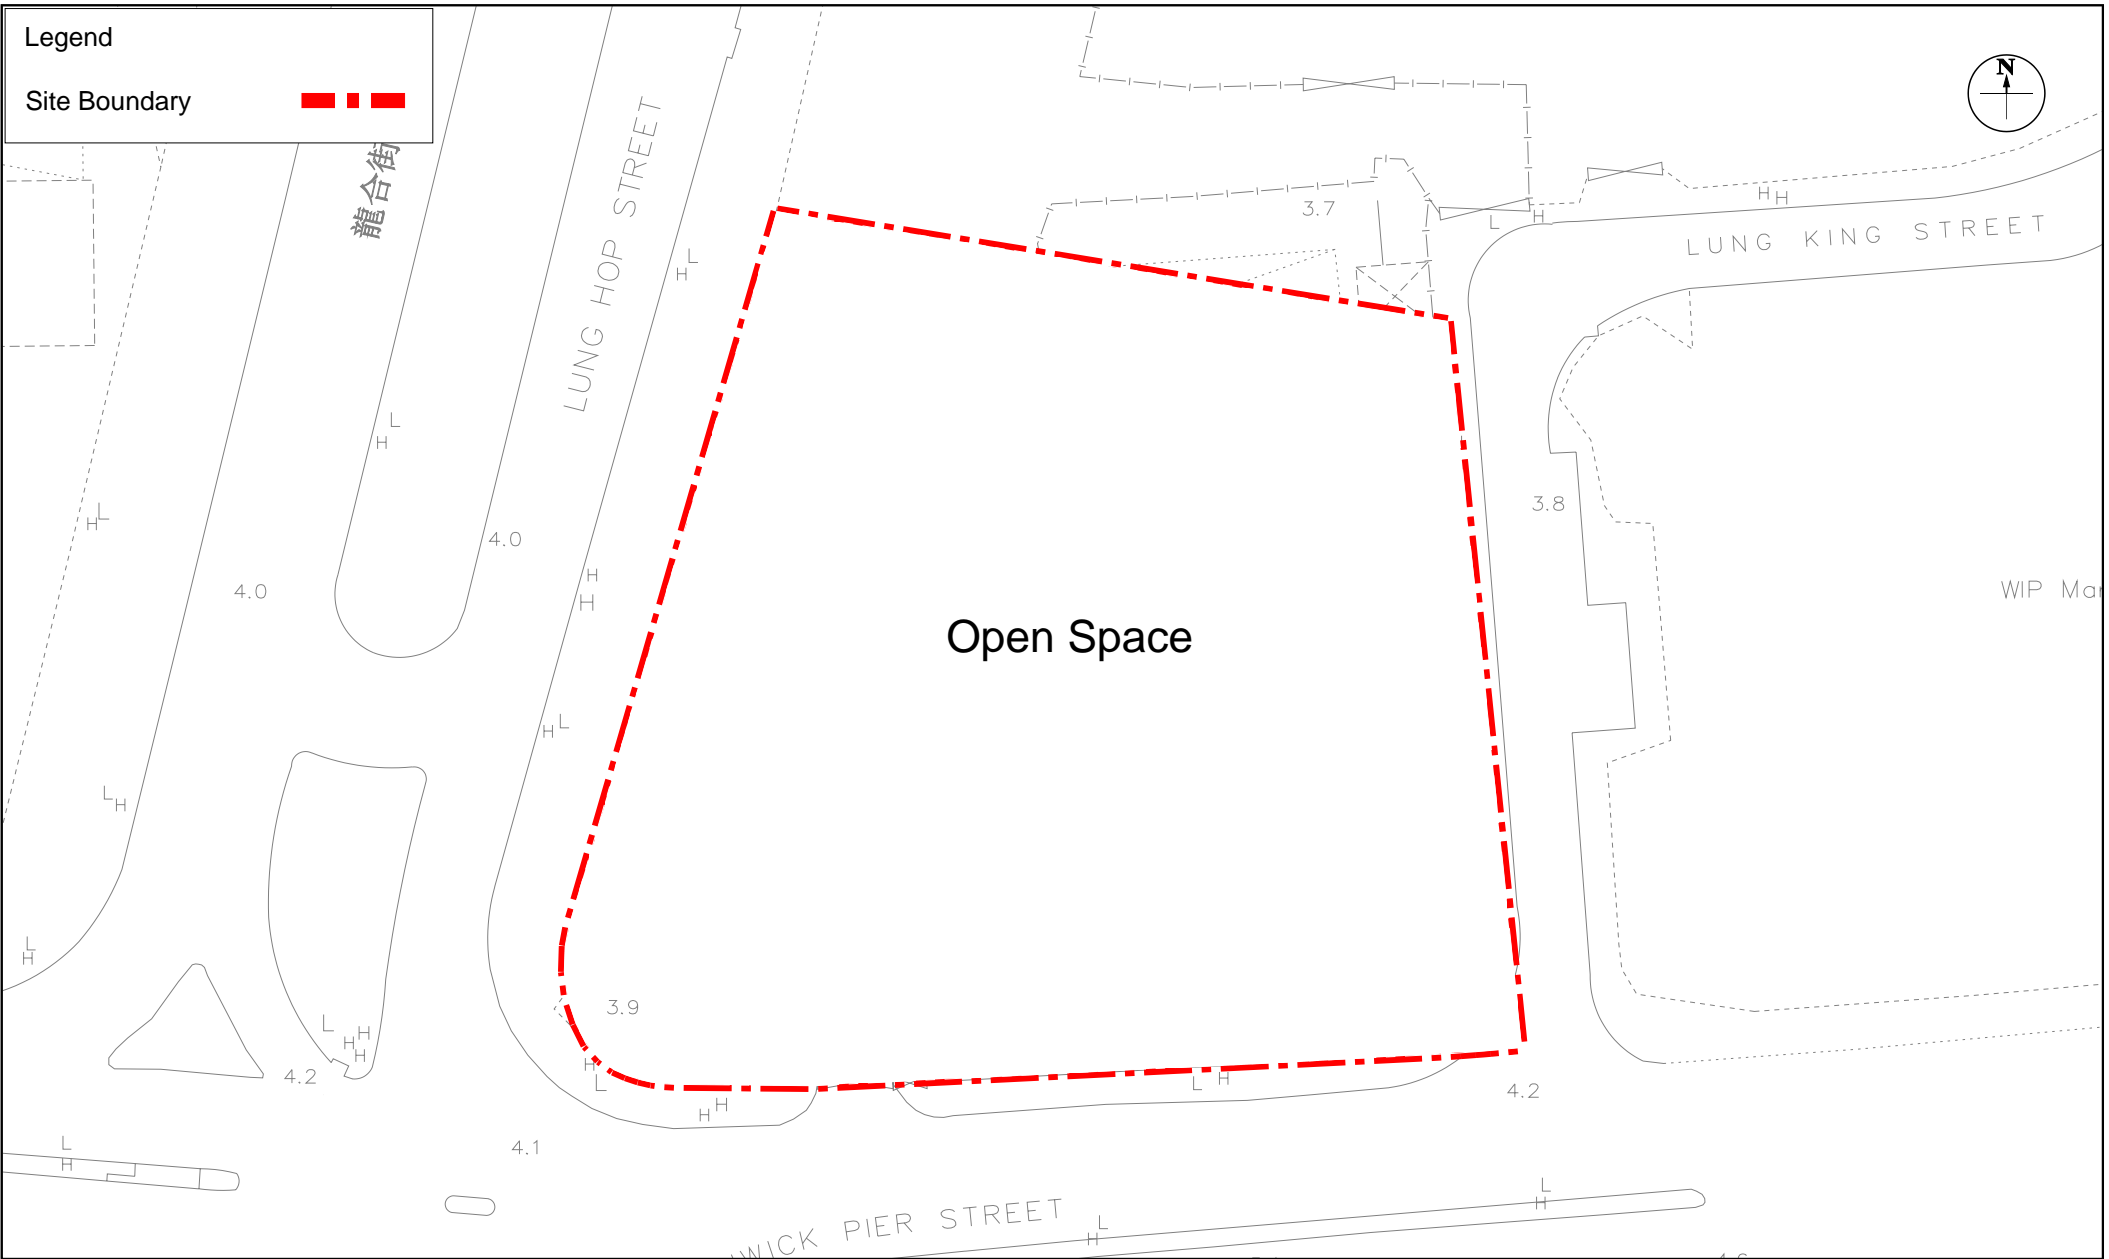 Legend
Site Boundary
N
龍合街
LUNG HOP STREET
L
H
3.7
L
H
H
H
LUNG KING STREET
L
H
L
H
3.8
4.0
4.0
H
H
WIP
Open Space
H
L
L
H
L
H
3.9
L
H
H
H
4.2
H
L
H
H
L
H
4.2
4.1
L
H
L
H
PIER STREET
L
H